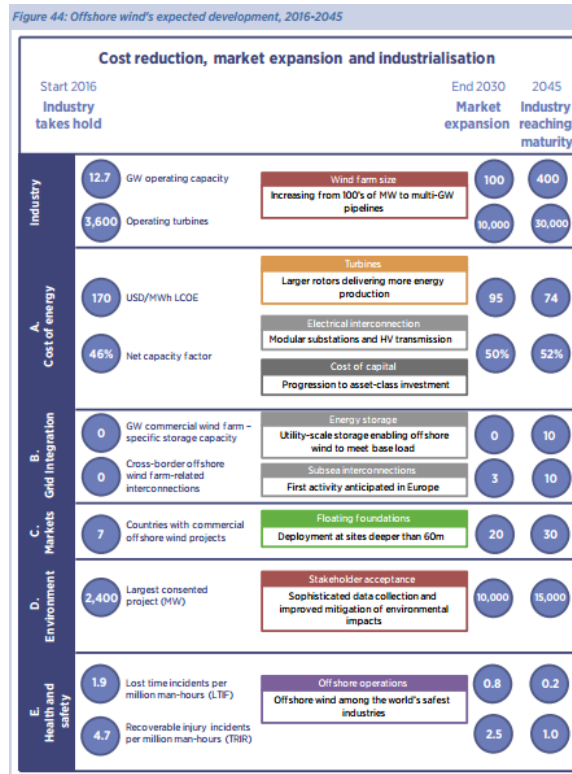 Figure 44: Offshore wind's expected development, 2016-2045
Cost reduction, market expansion and industrialisation
Start 2016
Industry
takes hold
End 2030
Market
expansion
2045
Industry
reaching
maturity
Industry
12.7
GW operating capacity
Wind farm size
Increasing from 100's of MW to multi-GW
pipelines
100
400
3,600
Operating turbines
10,000
30,000
A.
Cost of energy
170
USD/MWh LCOE
Turbines
Larger rotors delivering more energy
production
95
74
Electrical interconnection
Modular substations and HV transmission
46%
Net capacity factor
50%
52%
Cost of capital
Progression to asset-class investment
B.
Grid Integration
0
GW commercial wind farm –
specific storage capacity
Energy storage
Utility-scale storage enabling offshore
wind to meet base load
0
10
0
Cross-border offshore
wind farm-related
interconnections
Subsea interconnections
First activity anticipated in Europe
3
10
C.
Markets
7
Countries with commercial
offshore wind projects
Floating foundations
Deployment at sites deeper than 60m
20
30
D.
Environment
2,400
Largest consented
project (MW)
Stakeholder acceptance
Sophisticated data collection and
improved mitigation of environmental
impacts
10,000
15,000
E.
Health and
safety
1.9
Lost time incidents per
million man-hours (LTIF)
Offshore operations
Offshore wind among the world's safest
industries
0.8
0.2
4.7
Recoverable injury incidents
per million man-hours (TRIR)
2.5
1.0